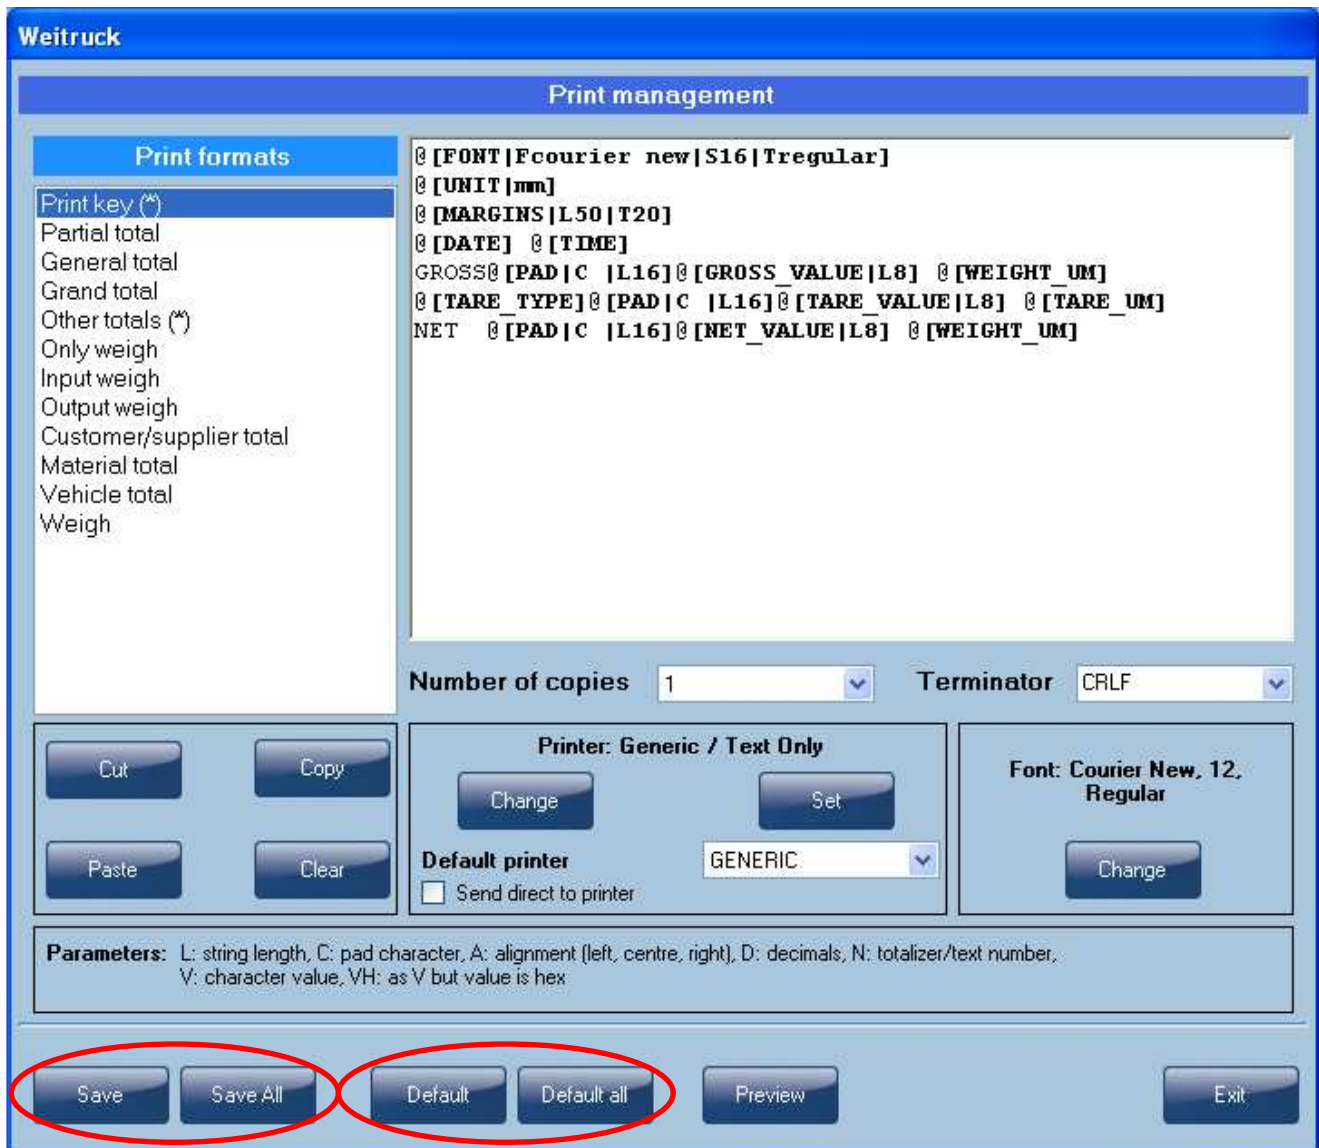 Weitruck
Print management
Print formats
Print key (*)
Partial total
General total
Grand total
Other totals (*)
Only weigh
Input weigh
Output weigh
Customer/supplier total
Material total
Vehicle total
Weigh
@[FONT|Fcourier new|S16|Tregular]
@[UNIT|mm]
@[MARGINS|L50|T20]
@[DATE] @[TIME]
GROSS@[PAD|C |L16]@[GROSS_VALUE|L8] @[WEIGHT_UM]
@[TARE_TYPE]@[PAD|C |L16]@[TARE_VALUE|L8] @[TARE_UM]
NET  @[PAD|C |L16]@[NET_VALUE|L8] @[WEIGHT_UM]
Number of copies 1 Terminator CRLF
Cut Copy
Paste Clear
Printer: Generic / Text Only
Change Set
Default printer GENERIC
Send direct to printer
Font: Courier New, 12,
Regular
Change
Parameters: L: string length, C: pad character, A: alignment (left, centre, right), D: decimals, N: totalizer/text number,
V: character value, VH: as V but value is hex
Save Save All Default Default all Preview Exit